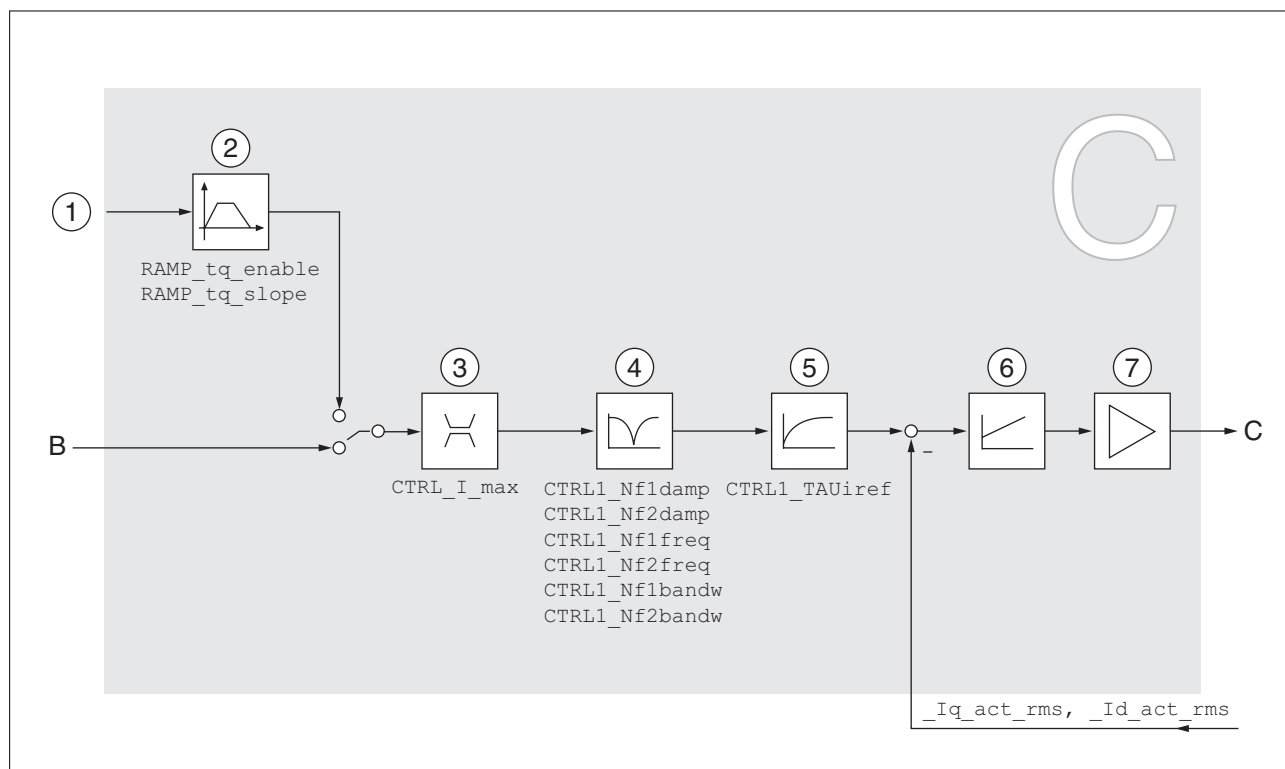 C
2
1
RAMP_tq_enable
RAMP_tq_slope
3
4
5
6
7
B
–
C
CTRL_I_max
CTRL1_Nf1damp
CTRL1_Nf2damp
CTRL1_Nf1freq
CTRL1_Nf2freq
CTRL1_Nf1bandw
CTRL1_Nf2bandw
CTRL1_TAUiref
_Iq_act_rms, _Id_act_rms